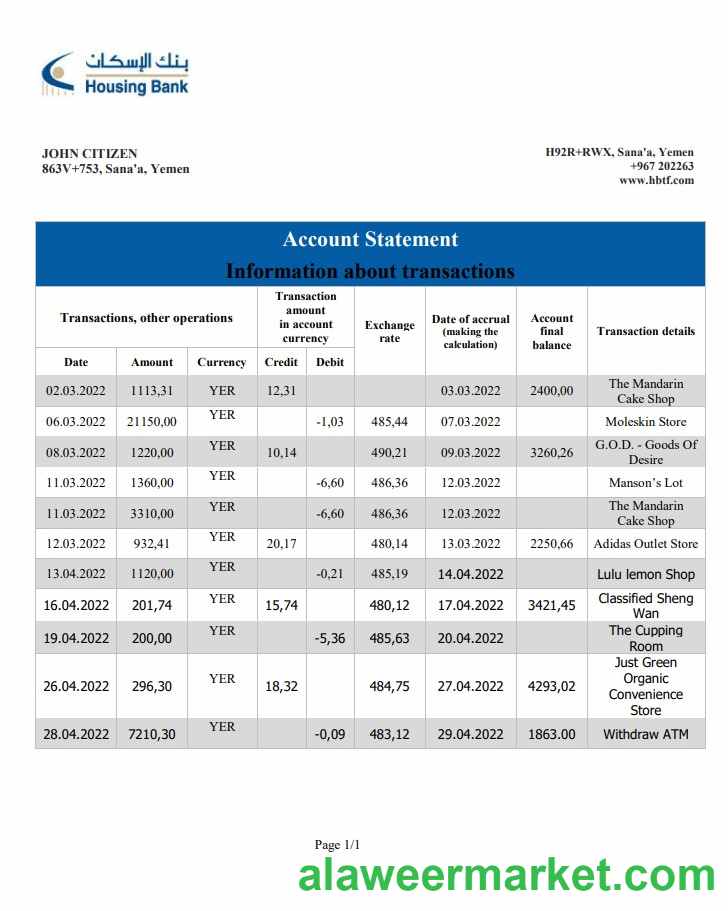 بنك الإسكان
Housing Bank
JOHN CITIZEN
863V+753, Sana'a, Yemen
H92R+RWX, Sana'a, Yemen
+967 202263
www.hbtf.com
Account Statement
Information about transactions
Transactions, other operations
Transaction
amount
in account
currency
Exchange
rate
Date of accrual
(making the
calculation)
Account
final
balance
Transaction details
Date Amount Currency Credit Debit
02.03.2022 1113,31 YER 12,31 03.03.2022 2400,00 The Mandarin
Cake Shop
06.03.2022 21150,00 YER -1,03 485,44 07.03.2022 Moleskin Store
08.03.2022 1220,00 YER 10,14 490,21 09.03.2022 3260,26 G.O.D. - Goods Of
Desire
11.03.2022 1360,00 YER -6,60 486,36 12.03.2022 Manson’s Lot
11.03.2022 3310,00 YER -6,60 486,36 12.03.2022 The Mandarin
Cake Shop
12.03.2022 932,41 YER 20,17 480,14 13.03.2022 2250,66 Adidas Outlet Store
13.04.2022 1120,00 YER -0,21 485,19 14.04.2022 Lulu lemon Shop
16.04.2022 201,74 YER 15,74 480,12 17.04.2022 3421,45 Classified Sheng
Wan
19.04.2022 200,00 YER -5,36 485,63 20.04.2022 The Cupping
Room
26.04.2022 296,30 YER 18,32 484,75 27.04.2022 4293,02 Just Green
Organic
Convenience
Store
28.04.2022 7210,30 YER -0,09 483,12 29.04.2022 1863.00 Withdraw ATM
Page 1/1
alaweermarket.com